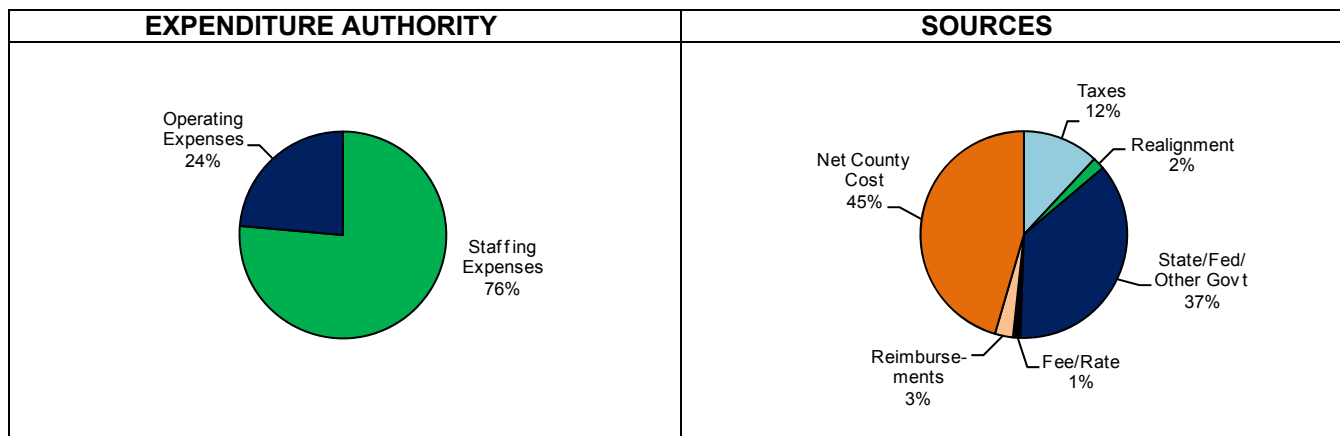 EXPENDITURE AUTHORITY
Operating
Expenses
24%
Staffing
Expenses
76%
SOURCES
Taxes
12%
Realignment
2%
State/Fed/
Other Govt
37%
Fee/Rate
1%
Reimburse-
ments
3%
Net County
Cost
45%